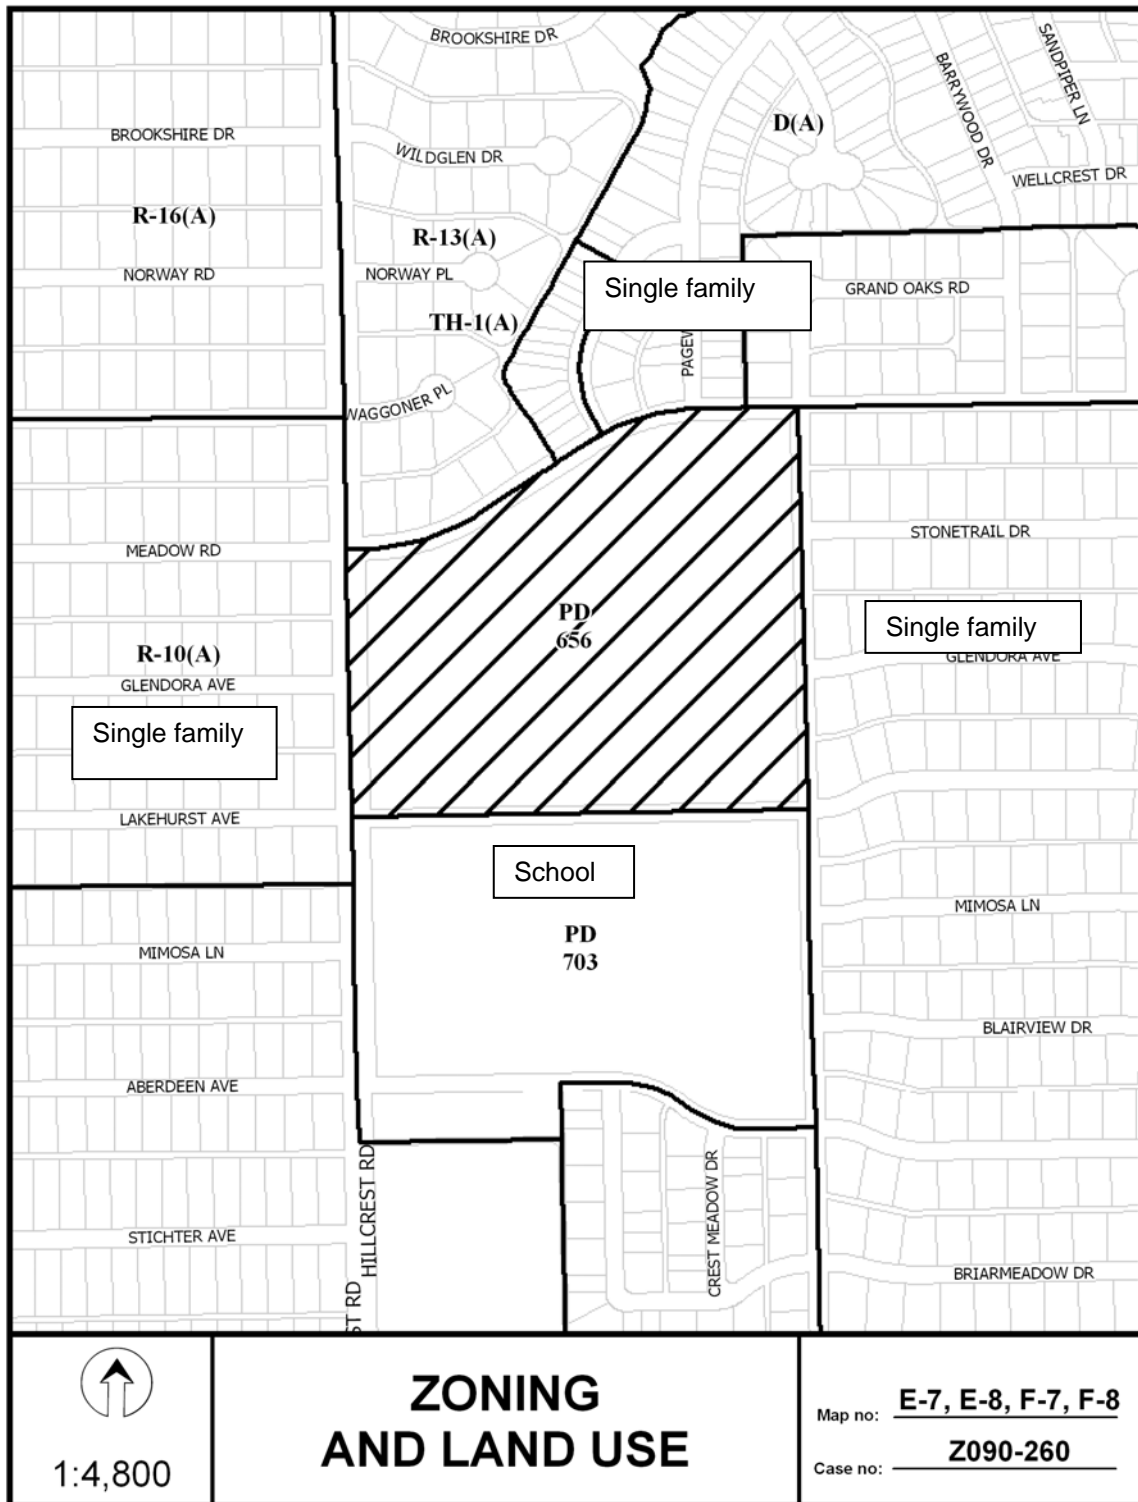 BROOKSHIRE DR
SANDPIPER LN
BARRYWOOD DR
D(A)
BROOKSHIRE DR
WILDGLEN DR
WELLCREST DR
R-16(A)
R-13(A)
NORWAY RD
NORWAY PL
Single family
GRAND OAKS RD
TH-1(A)
PAGEW
WAGGONER PL
MEADOW RD
STONETRAIL DR
PD
656
Single family
R-10(A)
GLENDORA AVE
GLENDORA AVE
Single family
LAKEHURST AVE
School
MIMOSA LN
PD
703
MIMOSA LN
BLAIRVIEW DR
ABERDEEN AVE
HILLCREST RD
CREST MEADOW DR
STICHTER AVE
BRIARMEADOW DR
ST RD
1:4,800
ZONING
AND LAND USE
Map no: E-7, E-8, F-7, F-8
Case no: Z090-260